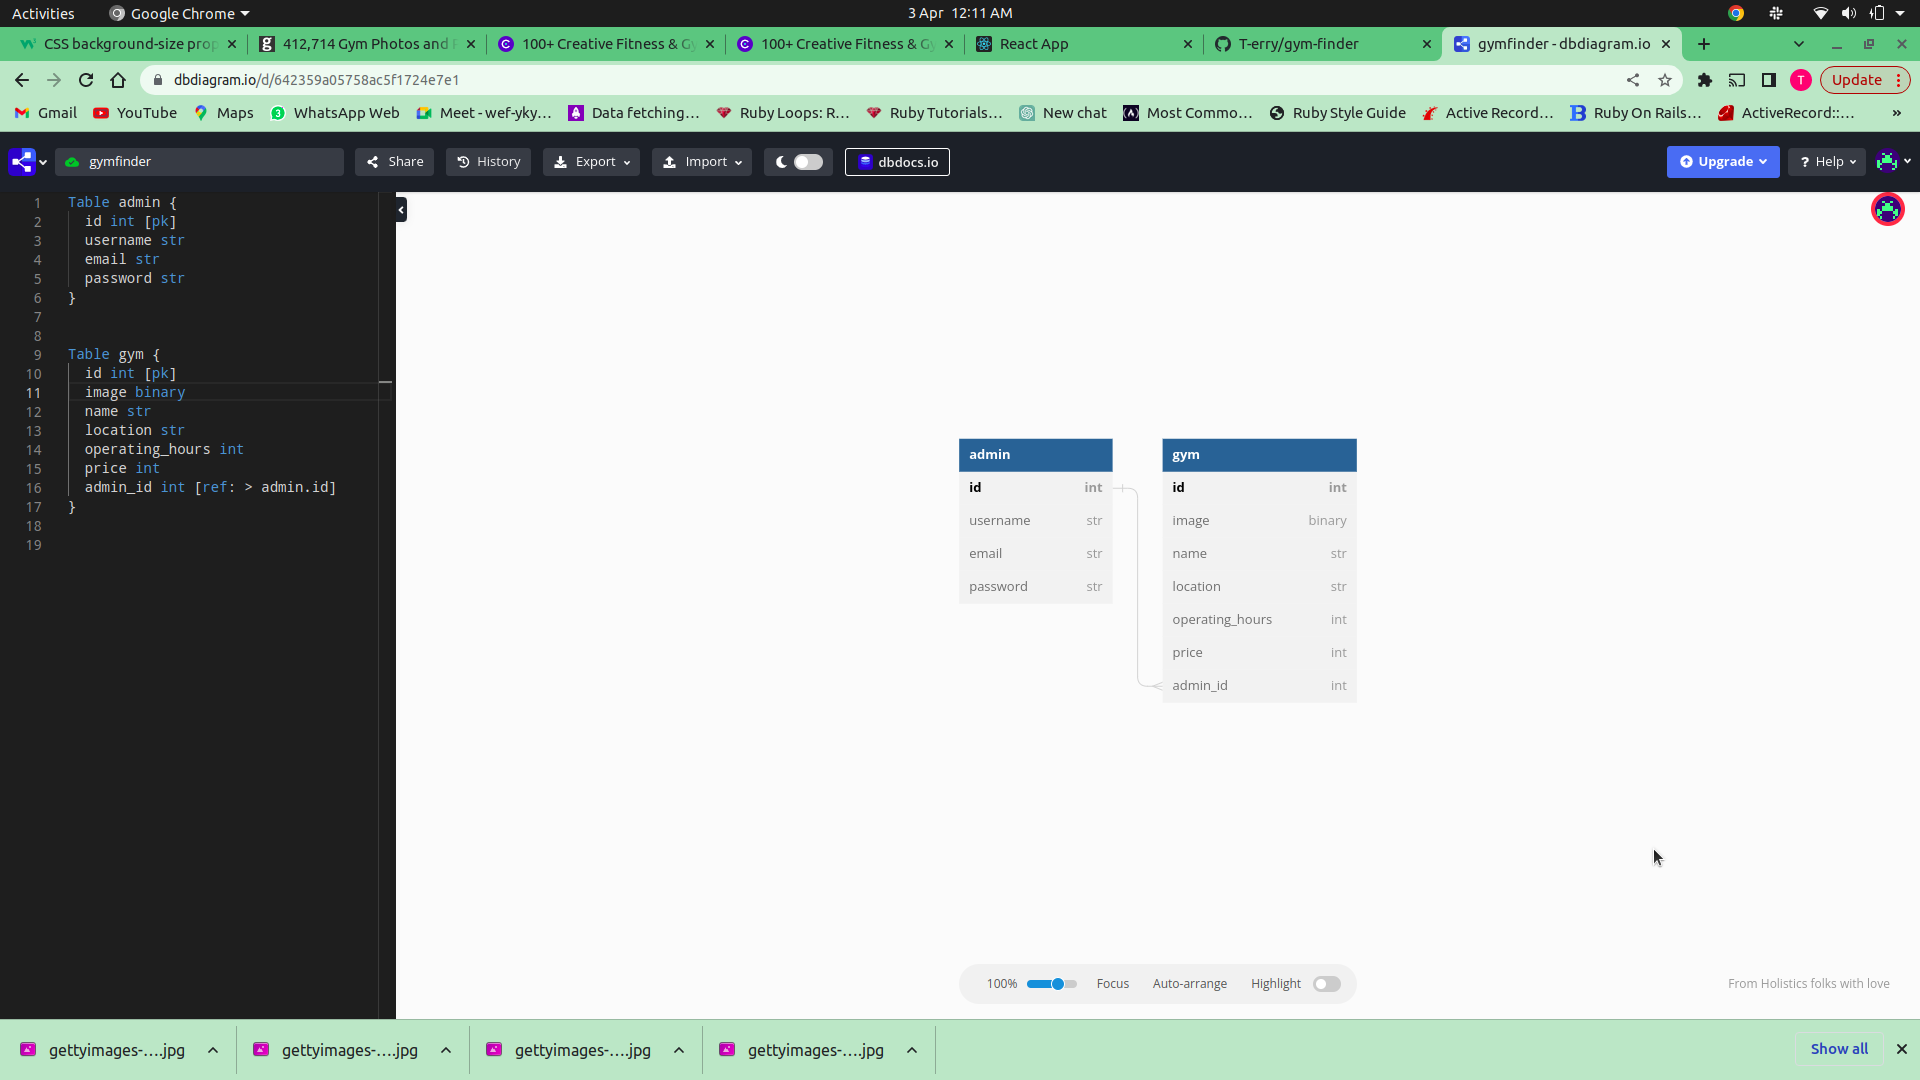 Activities
Google Chrome
3 Apr 12:11 AM
CSS background-size prop
412,714 Gym Photos and P
100+ Creative Fitness & Gy
100+ Creative Fitness & Gy
React App
T-erry/gym-finder
gymfinder - dbdiagram.io
dbdiagram.io/d/642359a05758ac5f1724e7e1
T
Update
Gmail
YouTube
Maps
WhatsApp Web
Meet - wef-yky...
Data fetching...
Ruby Loops: R...
Ruby Tutorials...
New chat
Most Commo...
Ruby Style Guide
Active Record...
Ruby On Rails...
ActiveRecord::...
»
gymfinder
Share
History
Export
Import
dbdocs.io
Upgrade
? Help
1 Table admin {
2 id int [pk]
3 username str
4 email str
5 password str
6 }
7
8
9 Table gym {
10 id int [pk]
11 image binary
12 name str
13 location str
14 operating_hours int
15 price int
16 admin_id int [ref: > admin.id]
17 }
18
19
admin
id int
username str
email str
password str
gym
id int
image binary
name str
location str
operating_hours int
price int
admin_id int
100%
Focus
Auto-arrange
Highlight
From Holistics folks with love
gettyimages-....jpg
gettyimages-....jpg
gettyimages-....jpg
gettyimages-....jpg
Show all